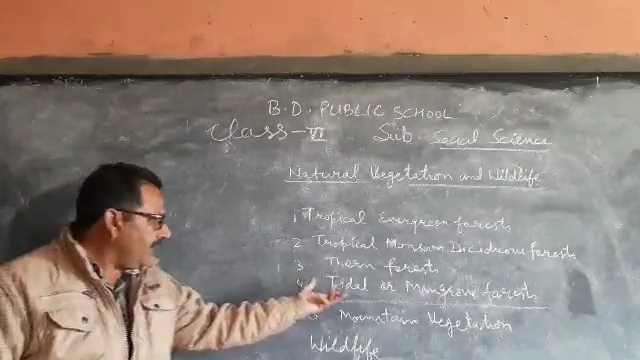 B.D. PUBLIC SCHOOL
Class-VI Sub. Social Science
Natural Vegetation and Wildlife
1 Tropical Evergreen forests
2 Tropical Monsoon Deciduous forests
3 Thorn forests
4 Tidal or Mangrove forests
5 Mountain Vegetation
Wildlife